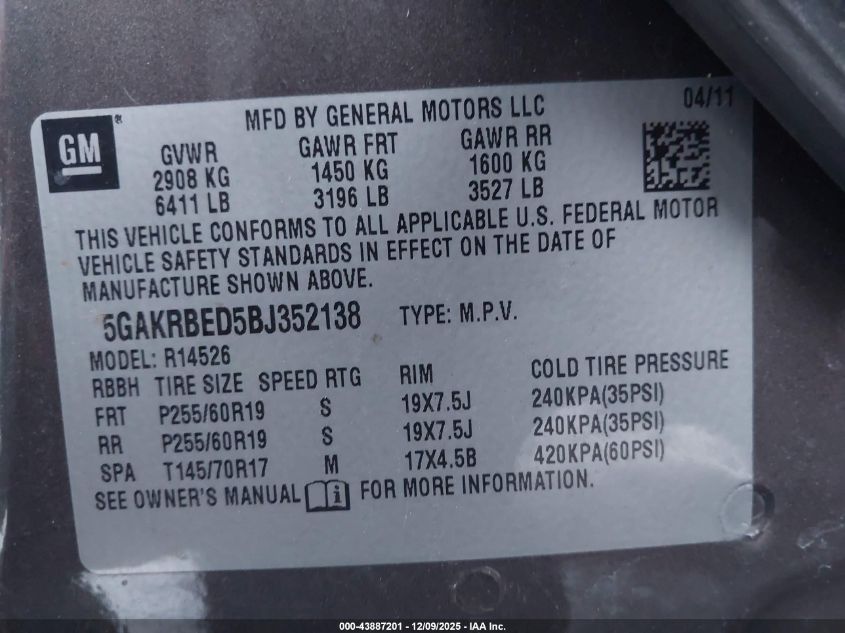 GM
MFD BY GENERAL MOTORS LLC
04/11
GVWR GAWR FRT GAWR RR
2908 KG 1450 KG 1600 KG
6411 LB 3196 LB 3527 LB
THIS VEHICLE CONFORMS TO ALL APPLICABLE U.S. FEDERAL MOTOR
VEHICLE SAFETY STANDARDS IN EFFECT ON THE DATE OF
MANUFACTURE SHOWN ABOVE.
5GAKRBED5BJ352138 TYPE: M.P.V.
MODEL: R14526
RBBH TIRE SIZE SPEED RTG RIM COLD TIRE PRESSURE
FRT P255/60R19 S 19X7.5J 240KPA(35PSI)
RR P255/60R19 S 19X7.5J 240KPA(35PSI)
SPA T145/70R17 M 17X4.5B 420KPA(60PSI)
SEE OWNER'S MANUAL i FOR MORE INFORMATION.
000-43887201 - 12/09/2025 - IAA Inc.